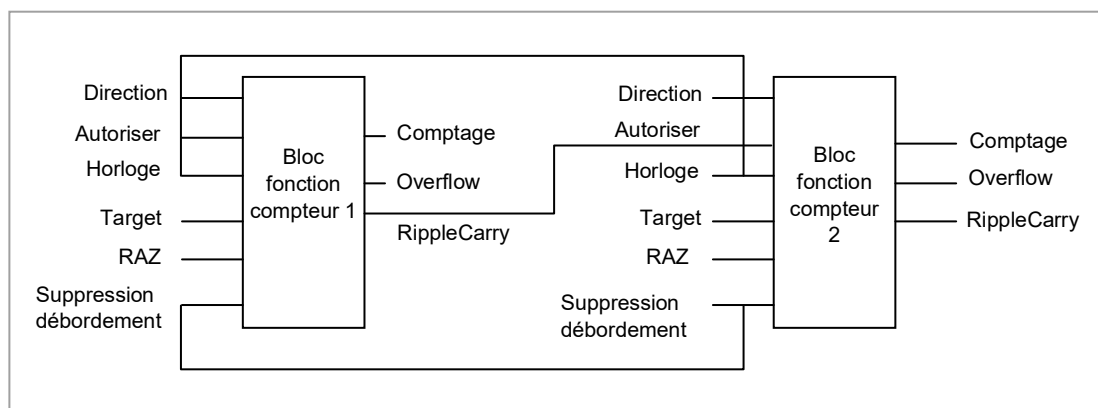 Direction
Autoriser
Horloge
Target
RAZ
Suppression
débordement
Bloc
fonction
compteur 1
Comptage
Overflow
RippleCarry
Direction
Autoriser
Horloge
Target
RAZ
Suppression
débordement
Bloc
fonction
compteur
2
Comptage
Overflow
RippleCarry